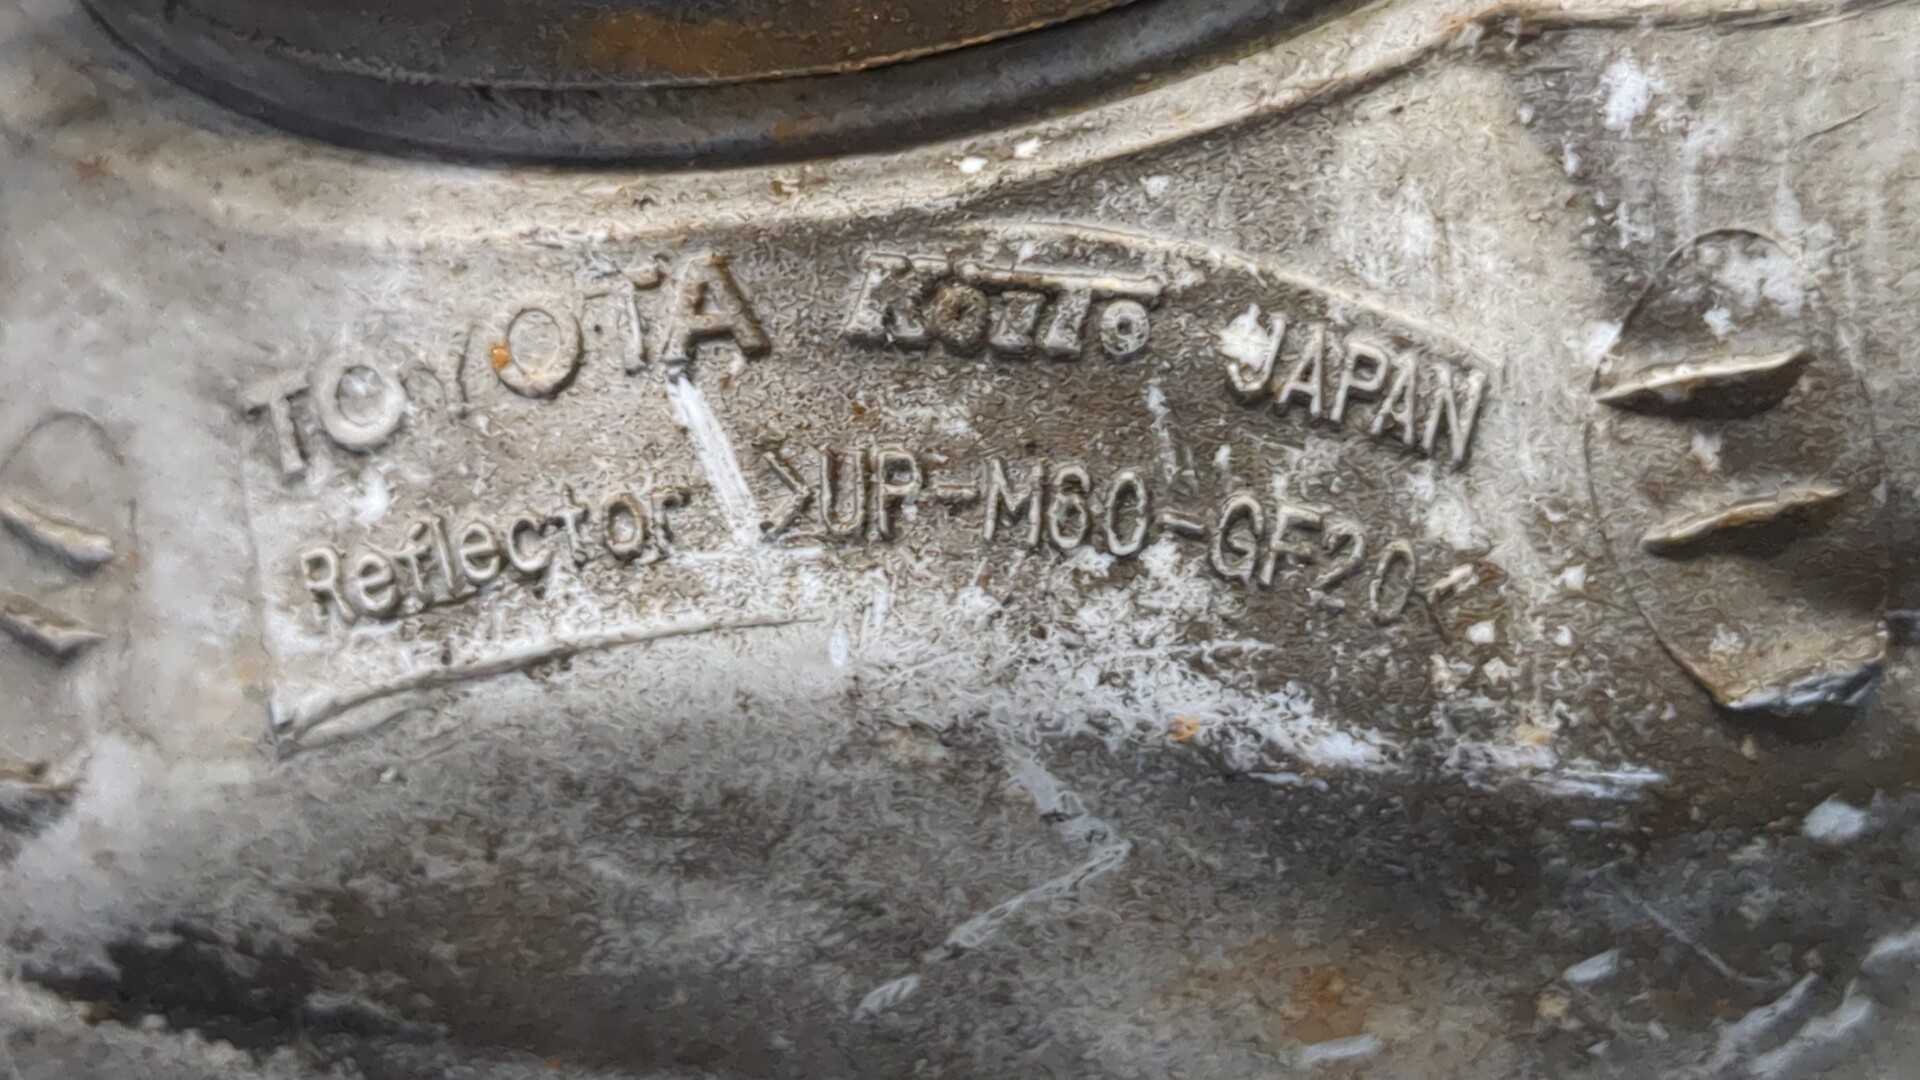 TOYOTA KOITO JAPAN
Reflector >UP-M60-GF20<